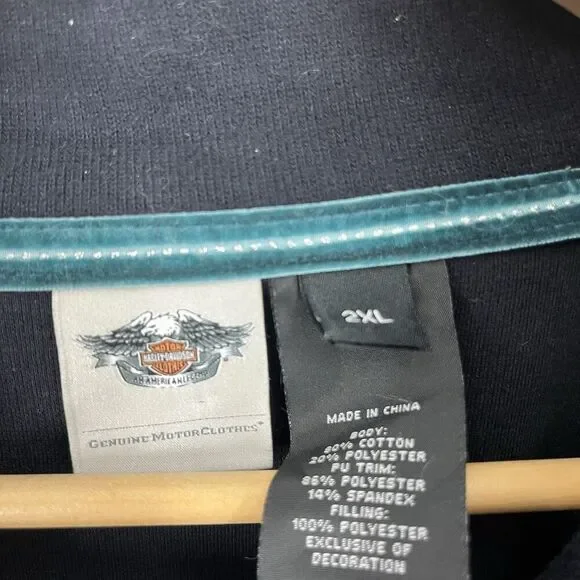 MOTOR
HARLEY-DAVIDSON
CLOTHES
AN AMERICAN LEGEND
GENUINE MOTORCLOTHES
2XL
MADE IN CHINA
BODY:
80% COTTON
20% POLYESTER
PU TRIM:
86% POLYESTER
14% SPANDEX
FILLING:
100% POLYESTER
EXCLUSIVE OF
DECORATION